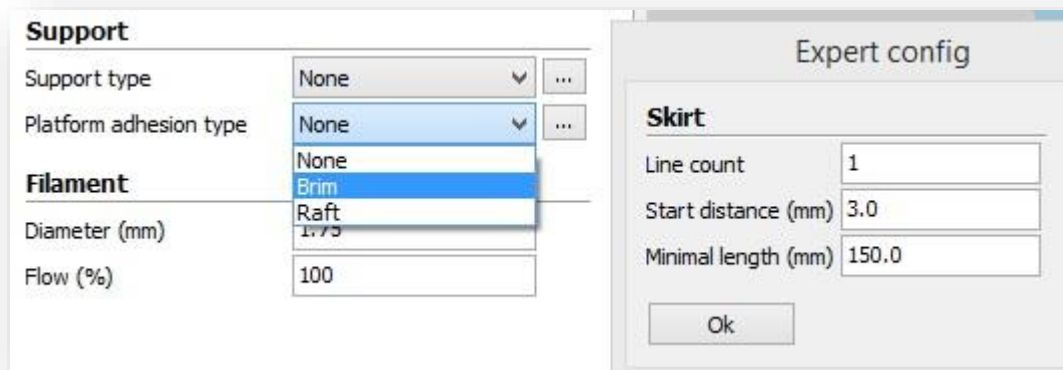 Support
Support type None ...
Platform adhesion type None ...
None
Brim
Raft
Filament
Diameter (mm) 1.75
Flow (%) 100
Expert config
Skirt
Line count 1
Start distance (mm) 3.0
Minimal length (mm) 150.0
Ok